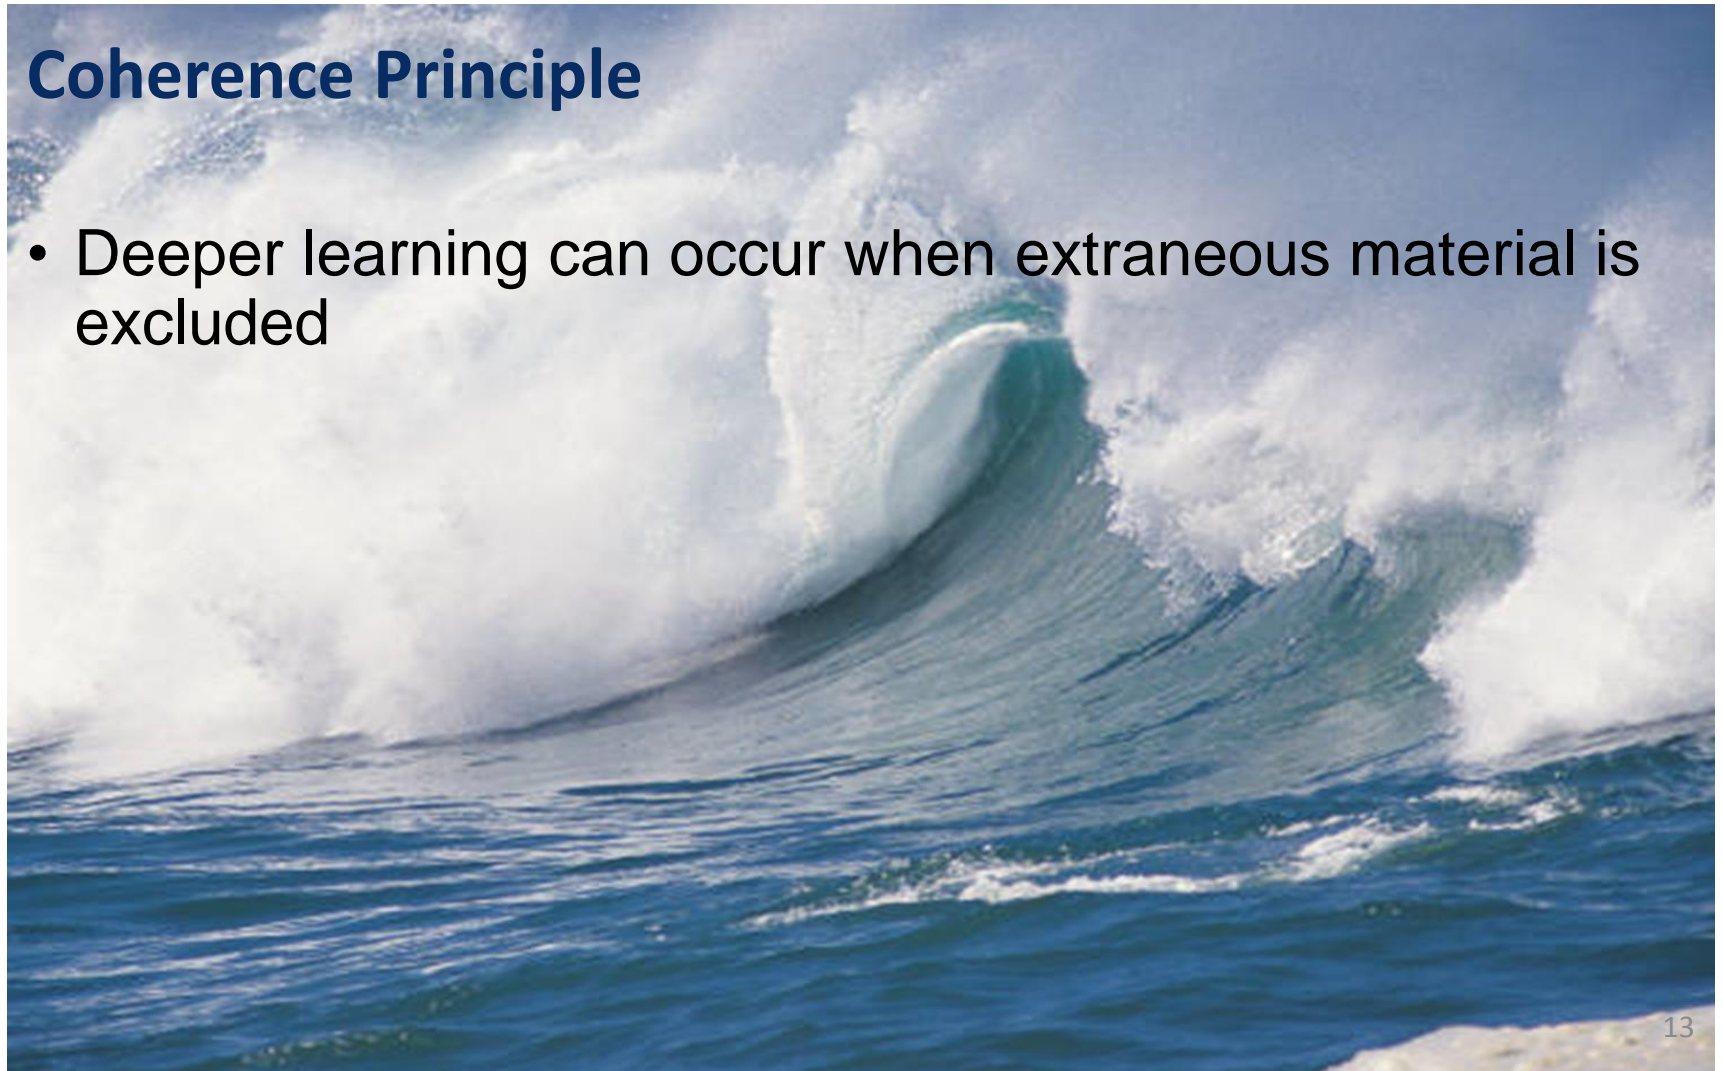 Coherence Principle
• Deeper learning can occur when extraneous material is
excluded
13